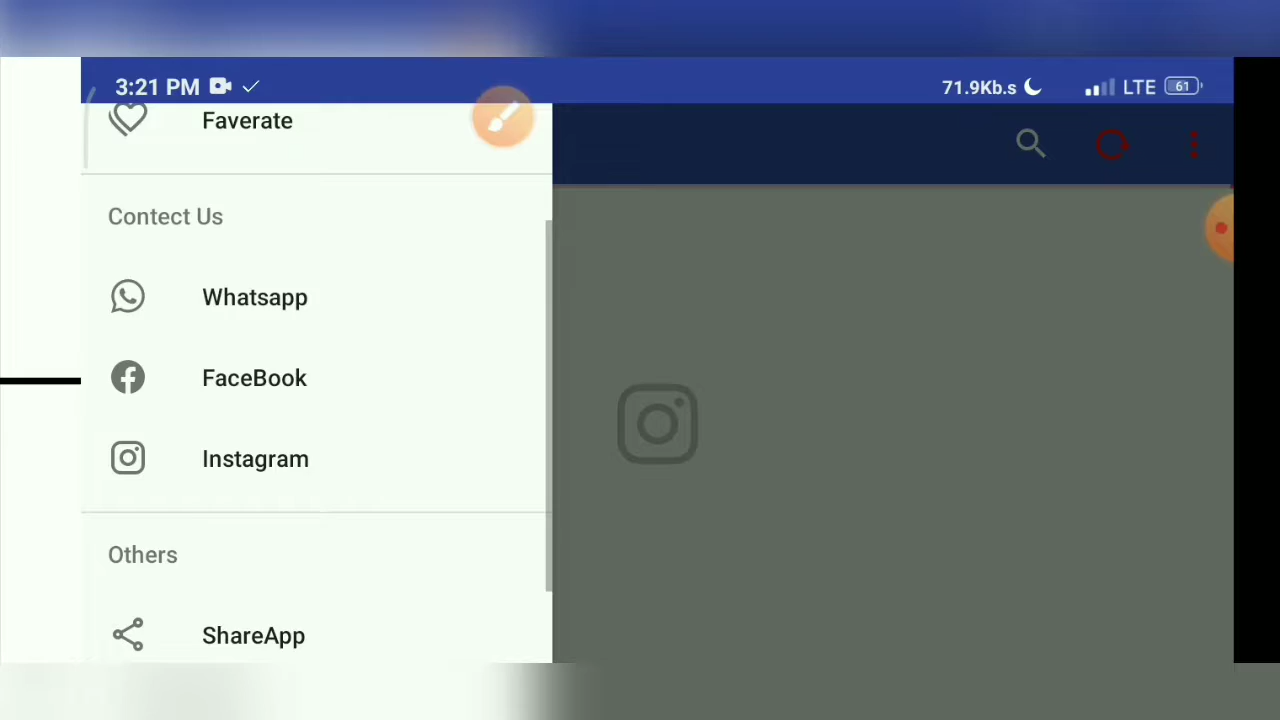 3:21 PM
71.9Kb.s
LTE
61
Faverate
Contect Us
Whatsapp
FaceBook
Instagram
Others
ShareApp